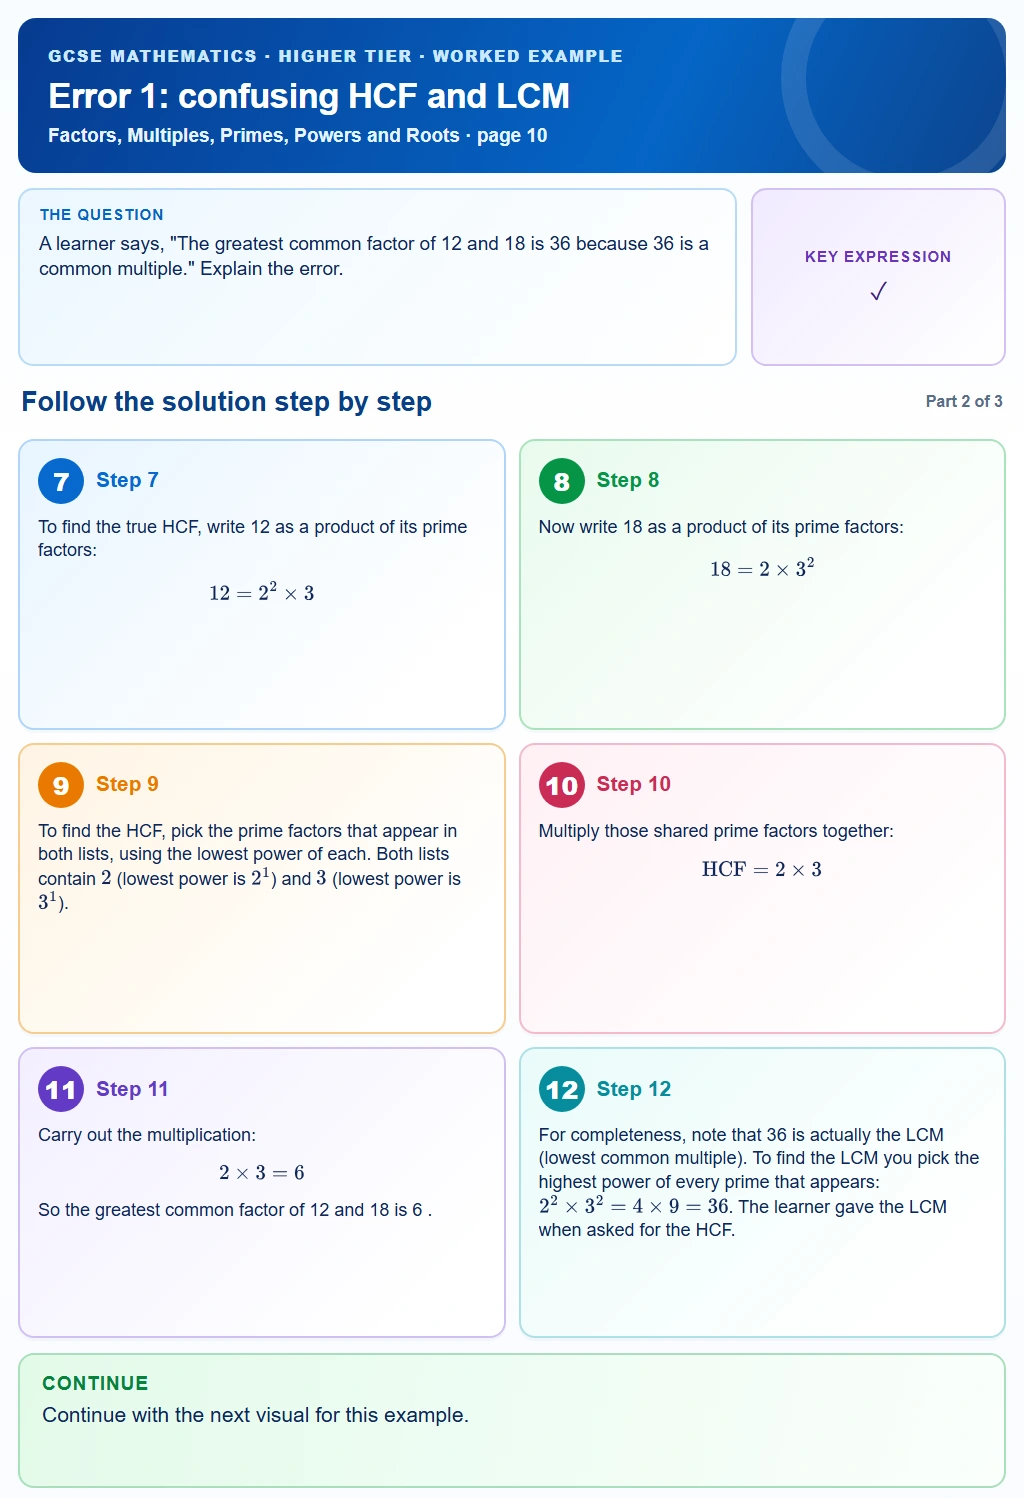 GCSE MATHEMATICS · HIGHER TIER · WORKED EXAMPLE
Error 1: confusing HCF and LCM
Factors, Multiples, Primes, Powers and Roots · page 10
THE QUESTION
A learner says, "The greatest common factor of 12 and 18 is 36 because 36 is a
common multiple." Explain the error.
KEY EXPRESSION
✓
Follow the solution step by step
Part 2 of 3
7 Step 7
To find the true HCF, write 12 as a product of its prime
factors:
12 = 2² × 3
8 Step 8
Now write 18 as a product of its prime factors:
18 = 2 × 3²
9 Step 9
To find the HCF, pick the prime factors that appear in
both lists, using the lowest power of each. Both lists
contain 2 (lowest power is 2¹) and 3 (lowest power is
3¹).
10 Step 10
Multiply those shared prime factors together:
HCF = 2 × 3
11 Step 11
Carry out the multiplication:
2 × 3 = 6
So the greatest common factor of 12 and 18 is 6 .
12 Step 12
For completeness, note that 36 is actually the LCM
(lowest common multiple). To find the LCM you pick the
highest power of every prime that appears:
2² × 3² = 4 × 9 = 36. The learner gave the LCM
when asked for the HCF.
CONTINUE
Continue with the next visual for this example.